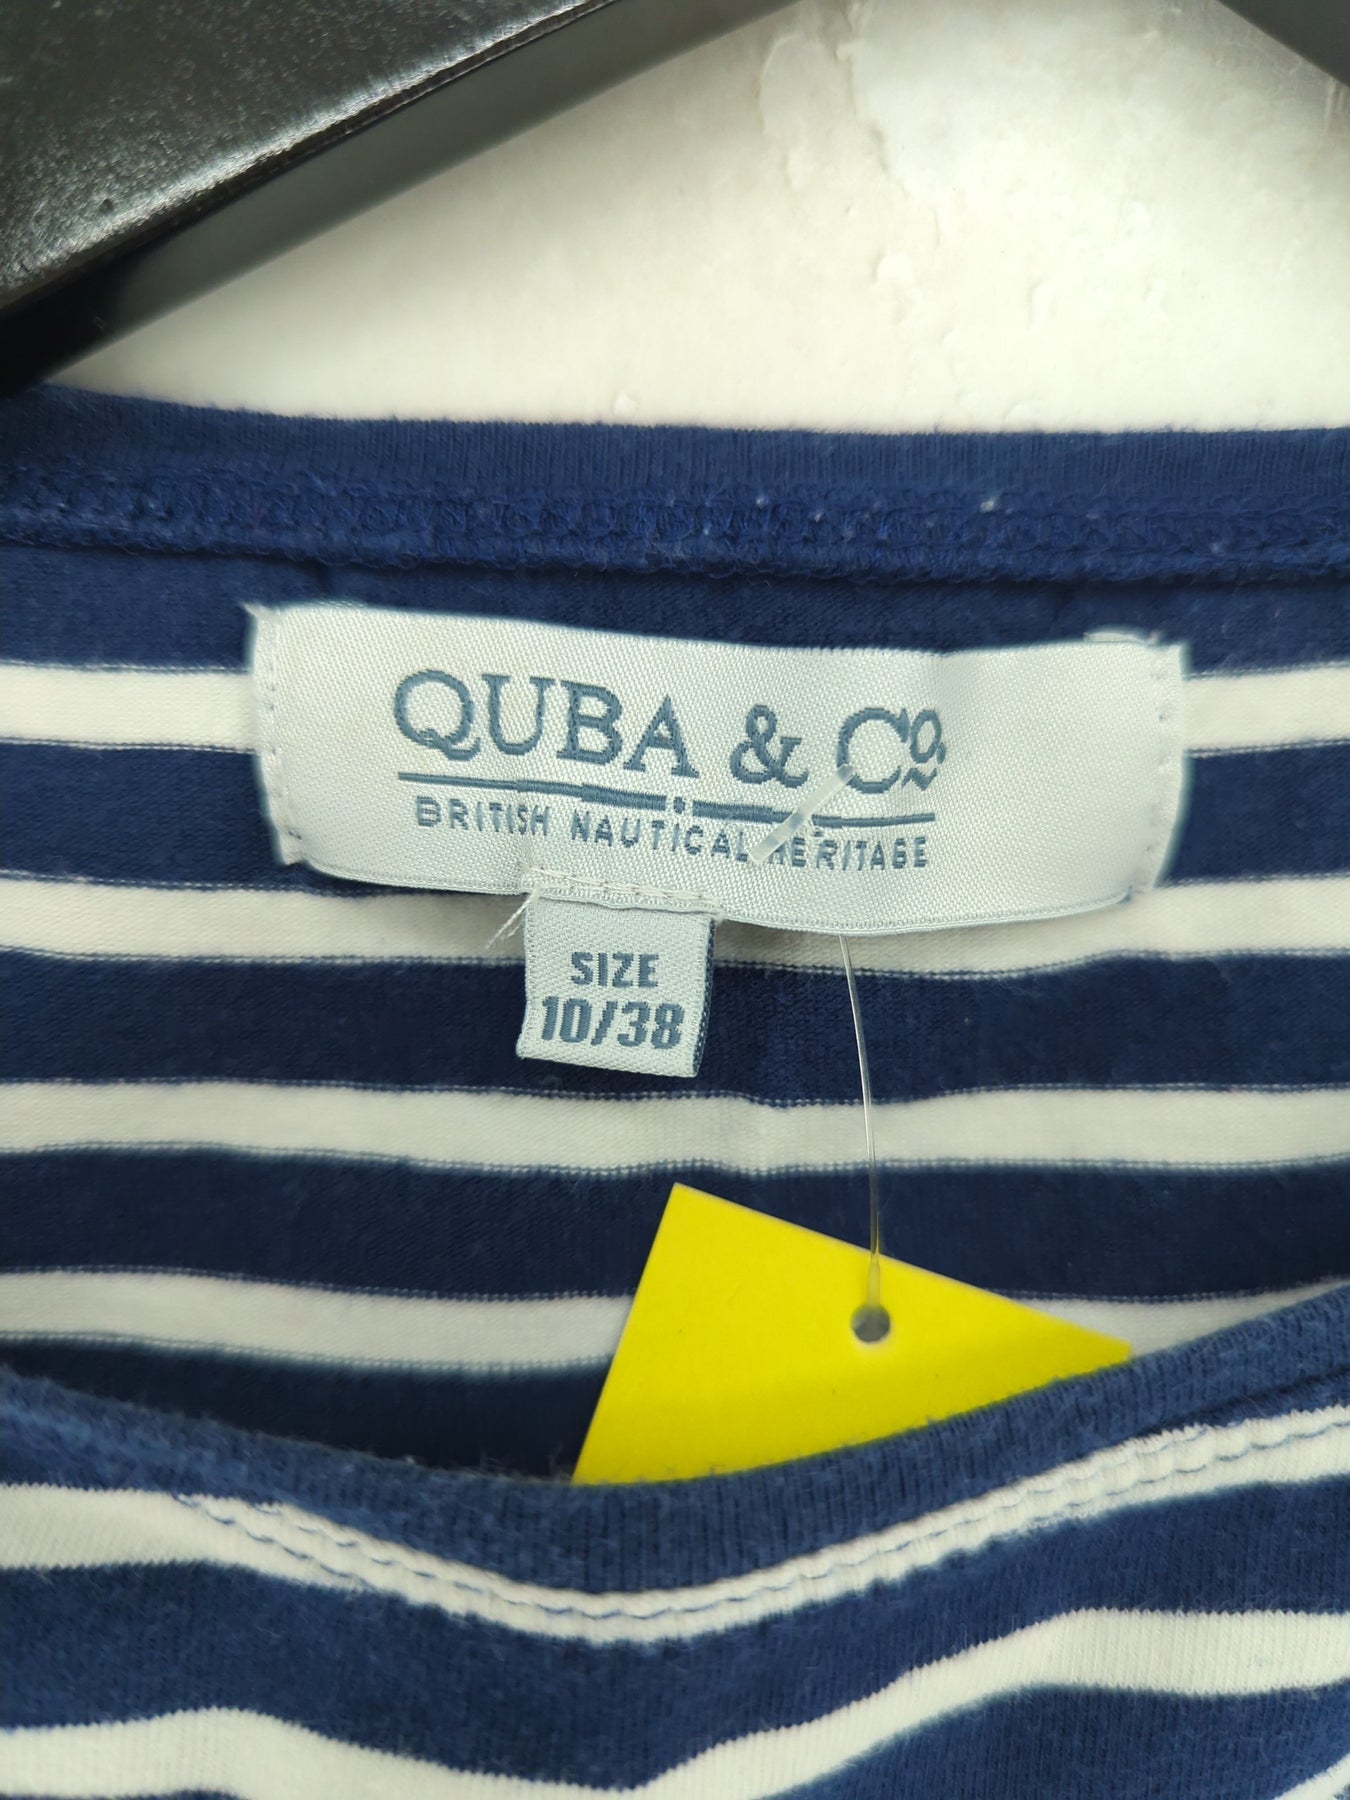 QUBA & Co.
BRITISH NAUTICAL HERITAGE
SIZE
10/38